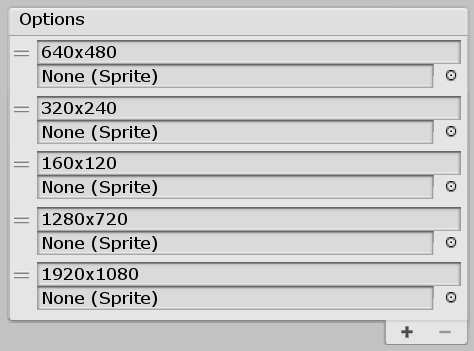 Options
640x480
None (Sprite)
320x240
None (Sprite)
160x120
None (Sprite)
1280x720
None (Sprite)
1920x1080
None (Sprite)